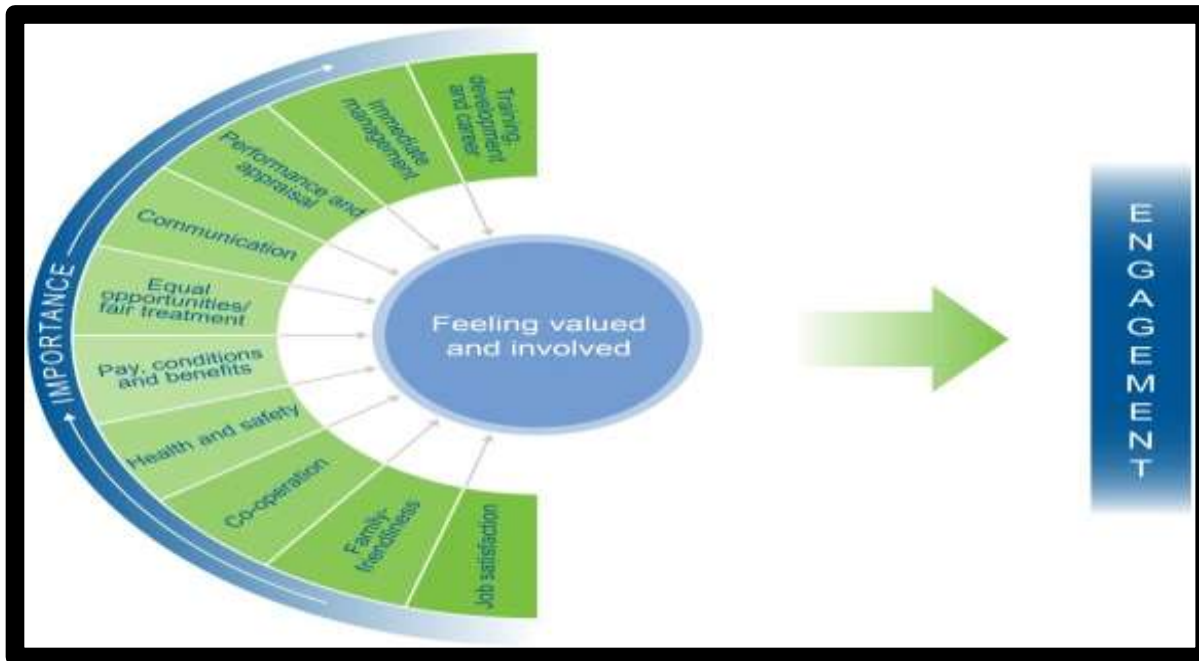 Training,
development
and career
Immediate
management
Performance and
appraisal
Communication
Equal
opportunities/
fair treatment
Pay, conditions
and benefits
Health and safety
Co-operation
Family-
friendliness
Job satisfaction
IMPORTANCE
Feeling valued
and involved
ENGAGEMENT